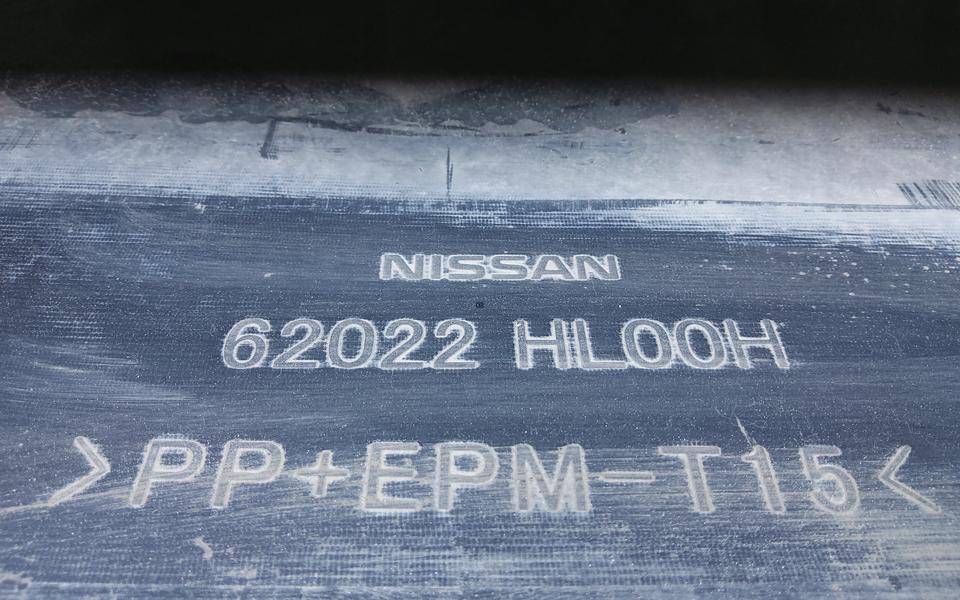 NISSAN
62022 HL00H
>PP+EPM-T15<